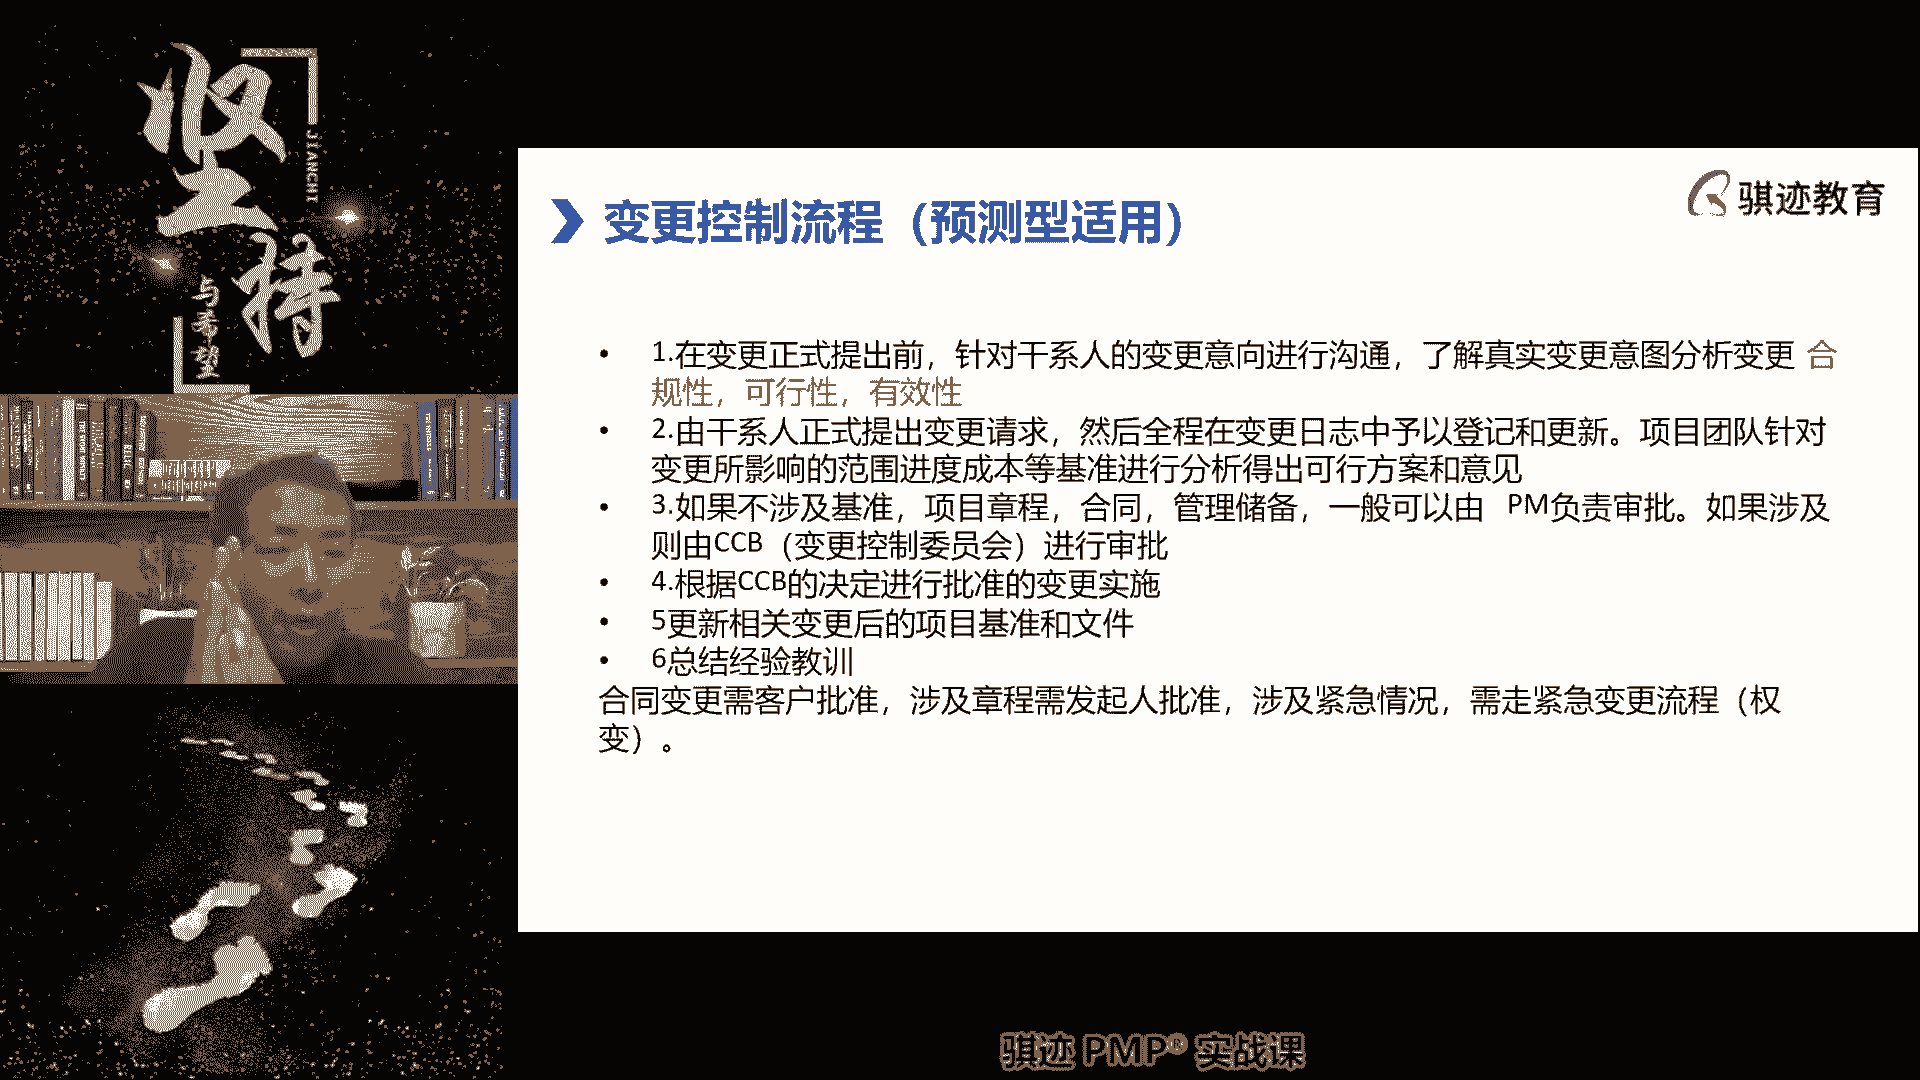 坚
持
JIANCHI
与希望
骐迹教育
变更控制流程（预测型适用）
• 1.在变更正式提出前，针对干系人的变更意向进行沟通，了解真实变更意图分析变更 合
规性，可行性，有效性
• 2.由干系人正式提出变更请求，然后全程在变更日志中予以登记和更新。项目团队针对
变更所影响的范围进度成本等基准进行分析得出可行方案和意见
• 3.如果不涉及基准，项目章程，合同，管理储备，一般可以由 PM负责审批。如果涉及
则由CCB（变更控制委员会）进行审批
• 4.根据CCB的决定进行批准的变更实施
• 5更新相关变更后的项目基准和文件
• 6总结经验教训
合同变更需客户批准，涉及章程需发起人批准，涉及紧急情况，需走紧急变更流程（权
变）。
骐迹 PMP® 实战课